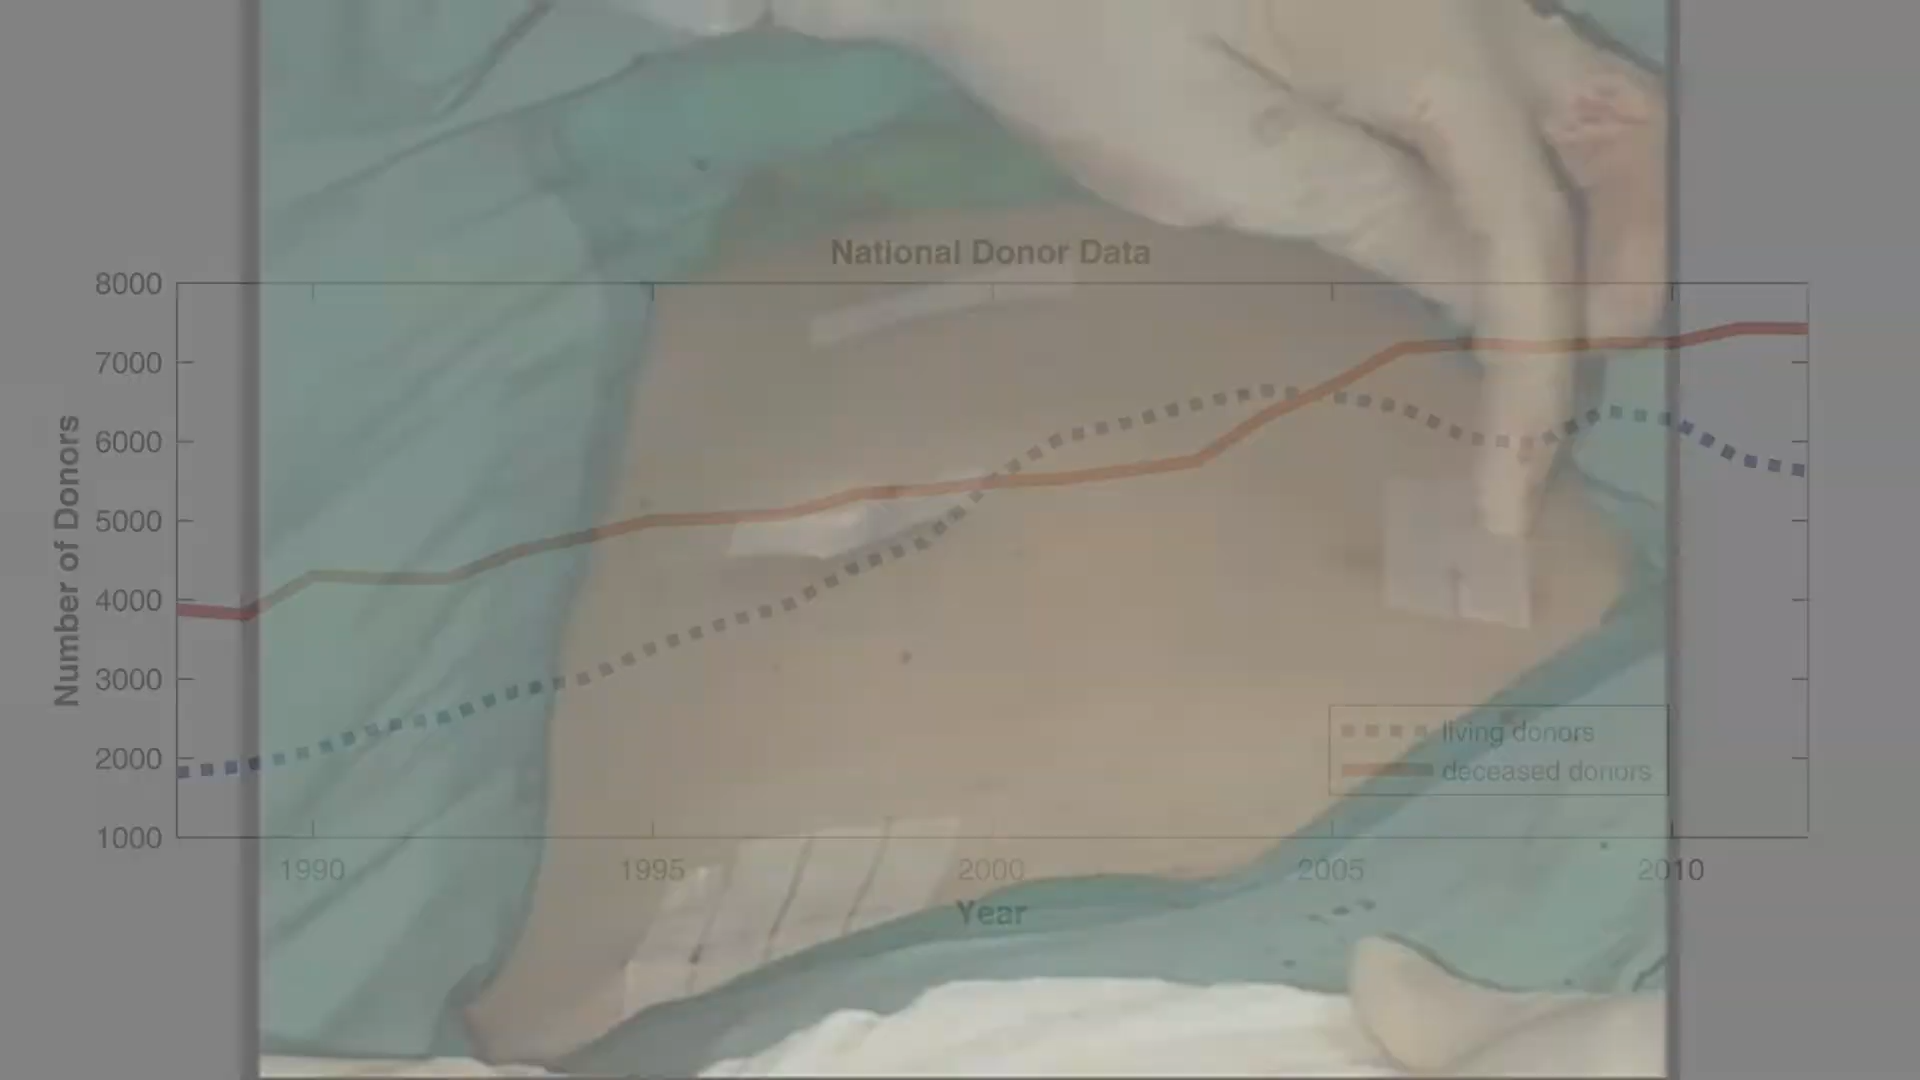 National Donor Data
8000
7000
6000
5000
4000
3000
2000
1000
Number of Donors
living donors
deceased donors
1990 1995 2000 2005 2010
Year